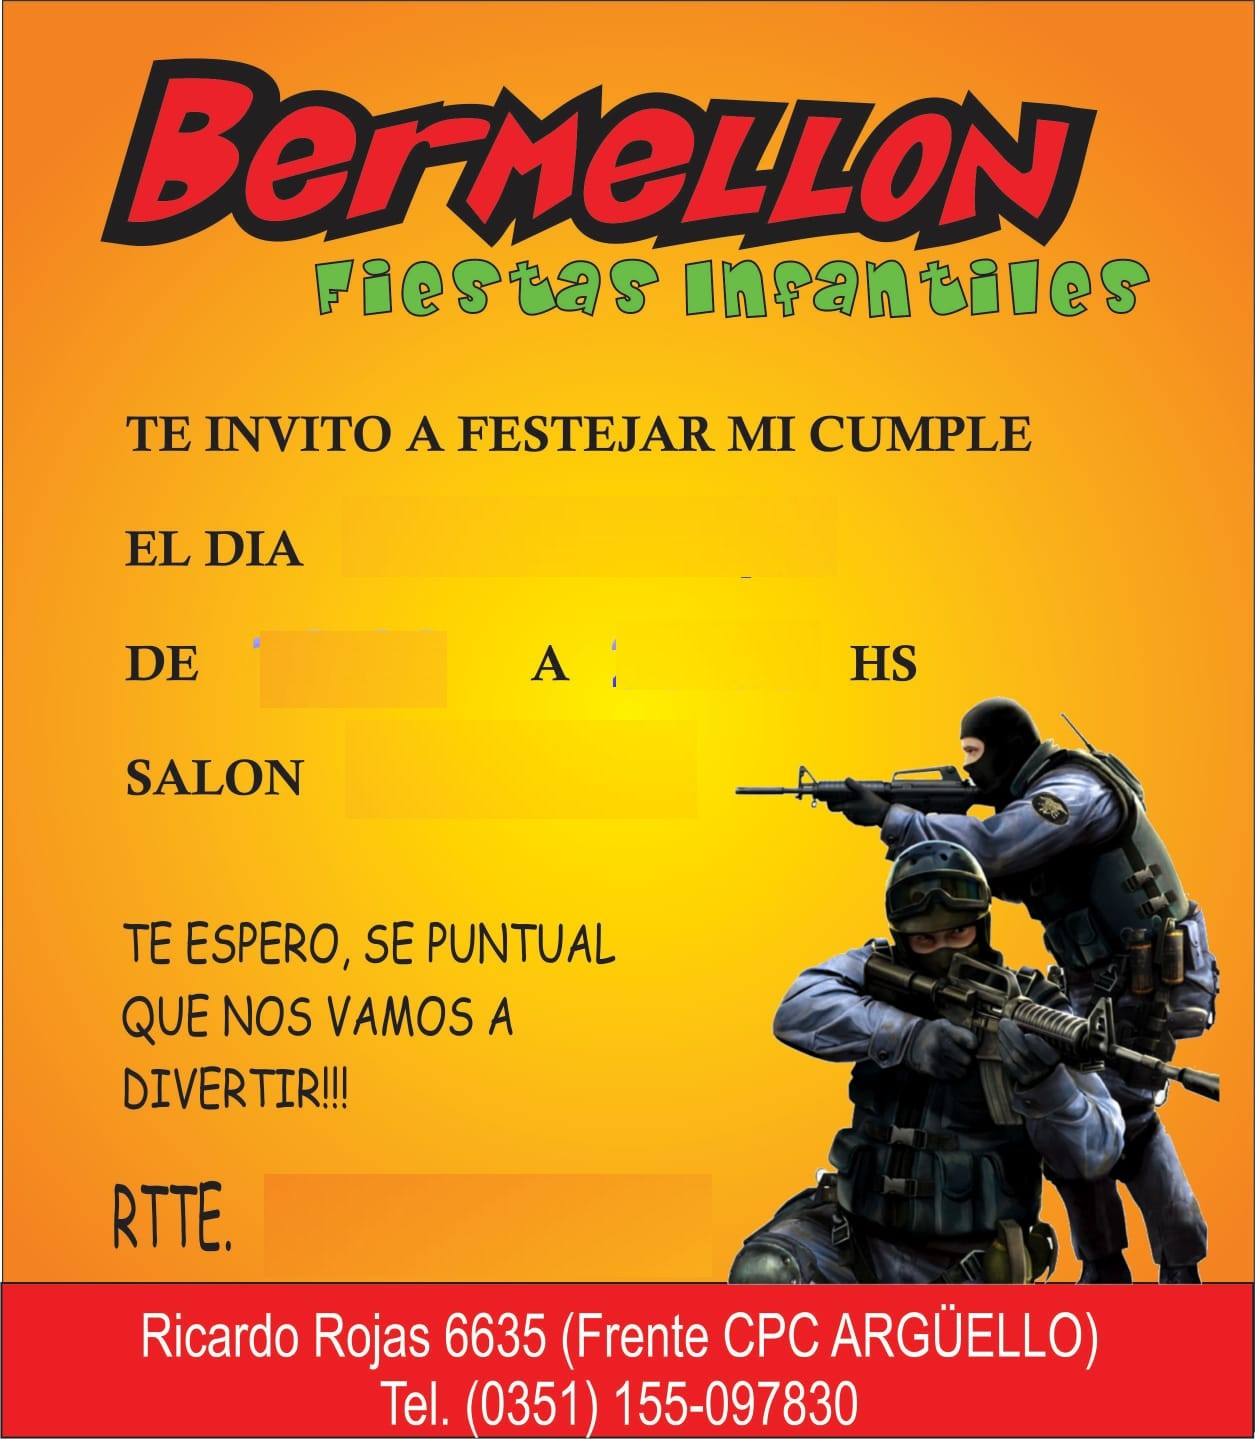 BerMeLLON
Fiestas Infantiles
TE INVITO A FESTEJAR MI CUMPLE
EL DIA
DE A HS
SALON
TE ESPERO, SE PUNTUAL
QUE NOS VAMOS A
DIVERTIR!!!
RTTE.
Ricardo Rojas 6635 (Frente CPC ARGÜELLO)
Tel. (0351) 155-097830